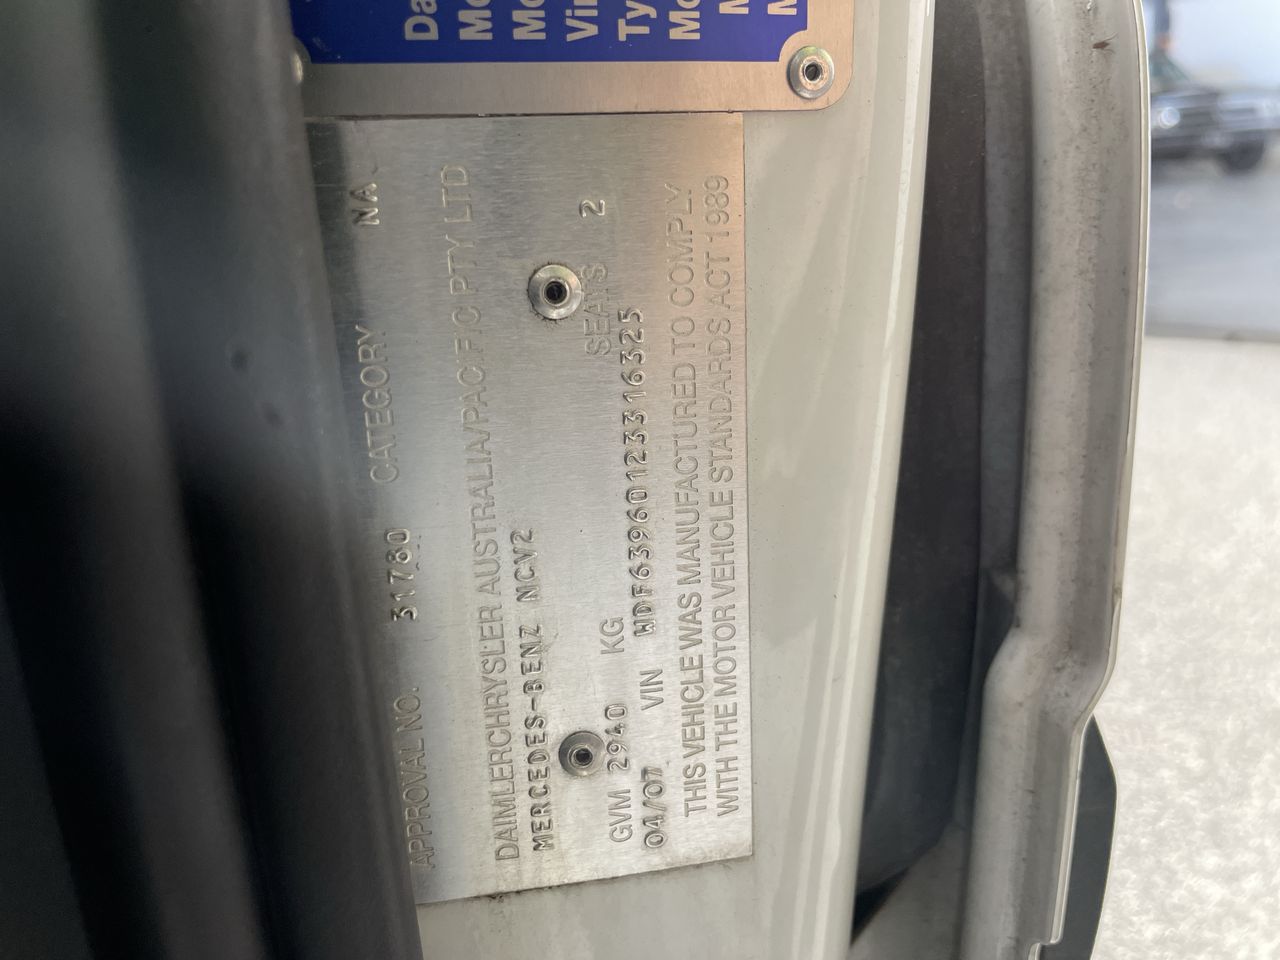 APPROVAL NO. 31780 CATEGORY NA
DAIMLERCHRYSLER AUSTRALIA/PACIFIC PTY LTD
MERCEDES-BENZ MCV2
GVM 2940 KG SEATS 2
04/07 VIN WDF63960123316325
THIS VEHICLE WAS MANUFACTURED TO COMPLY
WITH THE MOTOR VEHICLE STANDARDS ACT 1989